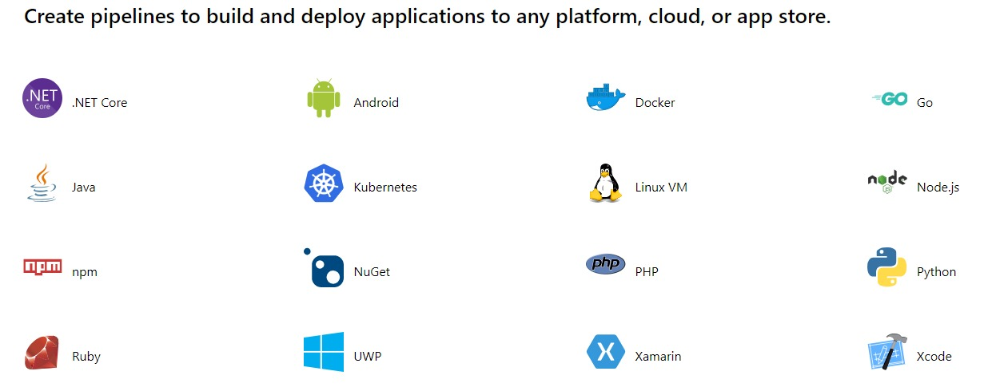 Create pipelines to build and deploy applications to any platform, cloud, or app store.
.NET Core .NET Core
Android
Docker
GO Go
Java
Kubernetes
Linux VM
node JS Node.js
npm npm
NuGet
php PHP
Python
Ruby
UWP
X Xamarin
Xcode